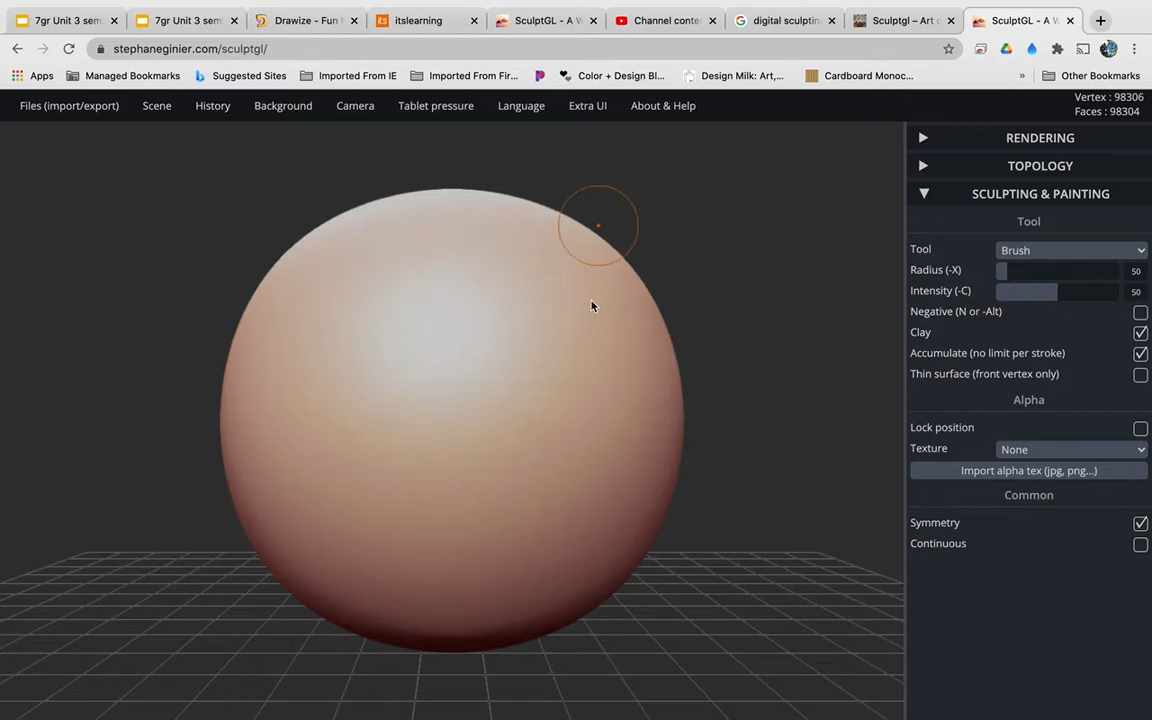 7gr Unit 3 sem 7gr Unit 3 sem Drawize - Fun itslearning SculptGL - A W Channel conte digital sculptin Sculptgl – Art SculptGL - A W
stephaneginier.com/sculptgl/
Apps Managed Bookmarks Suggested Sites Imported From IE Imported From Fir... Color + Design Bl... Design Milk: Art,... Cardboard Monoc... » Other Bookmarks
Files (import/export) Scene History Background Camera Tablet pressure Language Extra UI About & Help
Vertex : 98306
Faces : 98304
RENDERING
TOPOLOGY
SCULPTING & PAINTING
Tool
Tool Brush
Radius (-X) 50
Intensity (-C) 50
Negative (N or -Alt)
Clay
Accumulate (no limit per stroke)
Thin surface (front vertex only)
Alpha
Lock position
Texture None
Import alpha tex (jpg, png...)
Common
Symmetry
Continuous